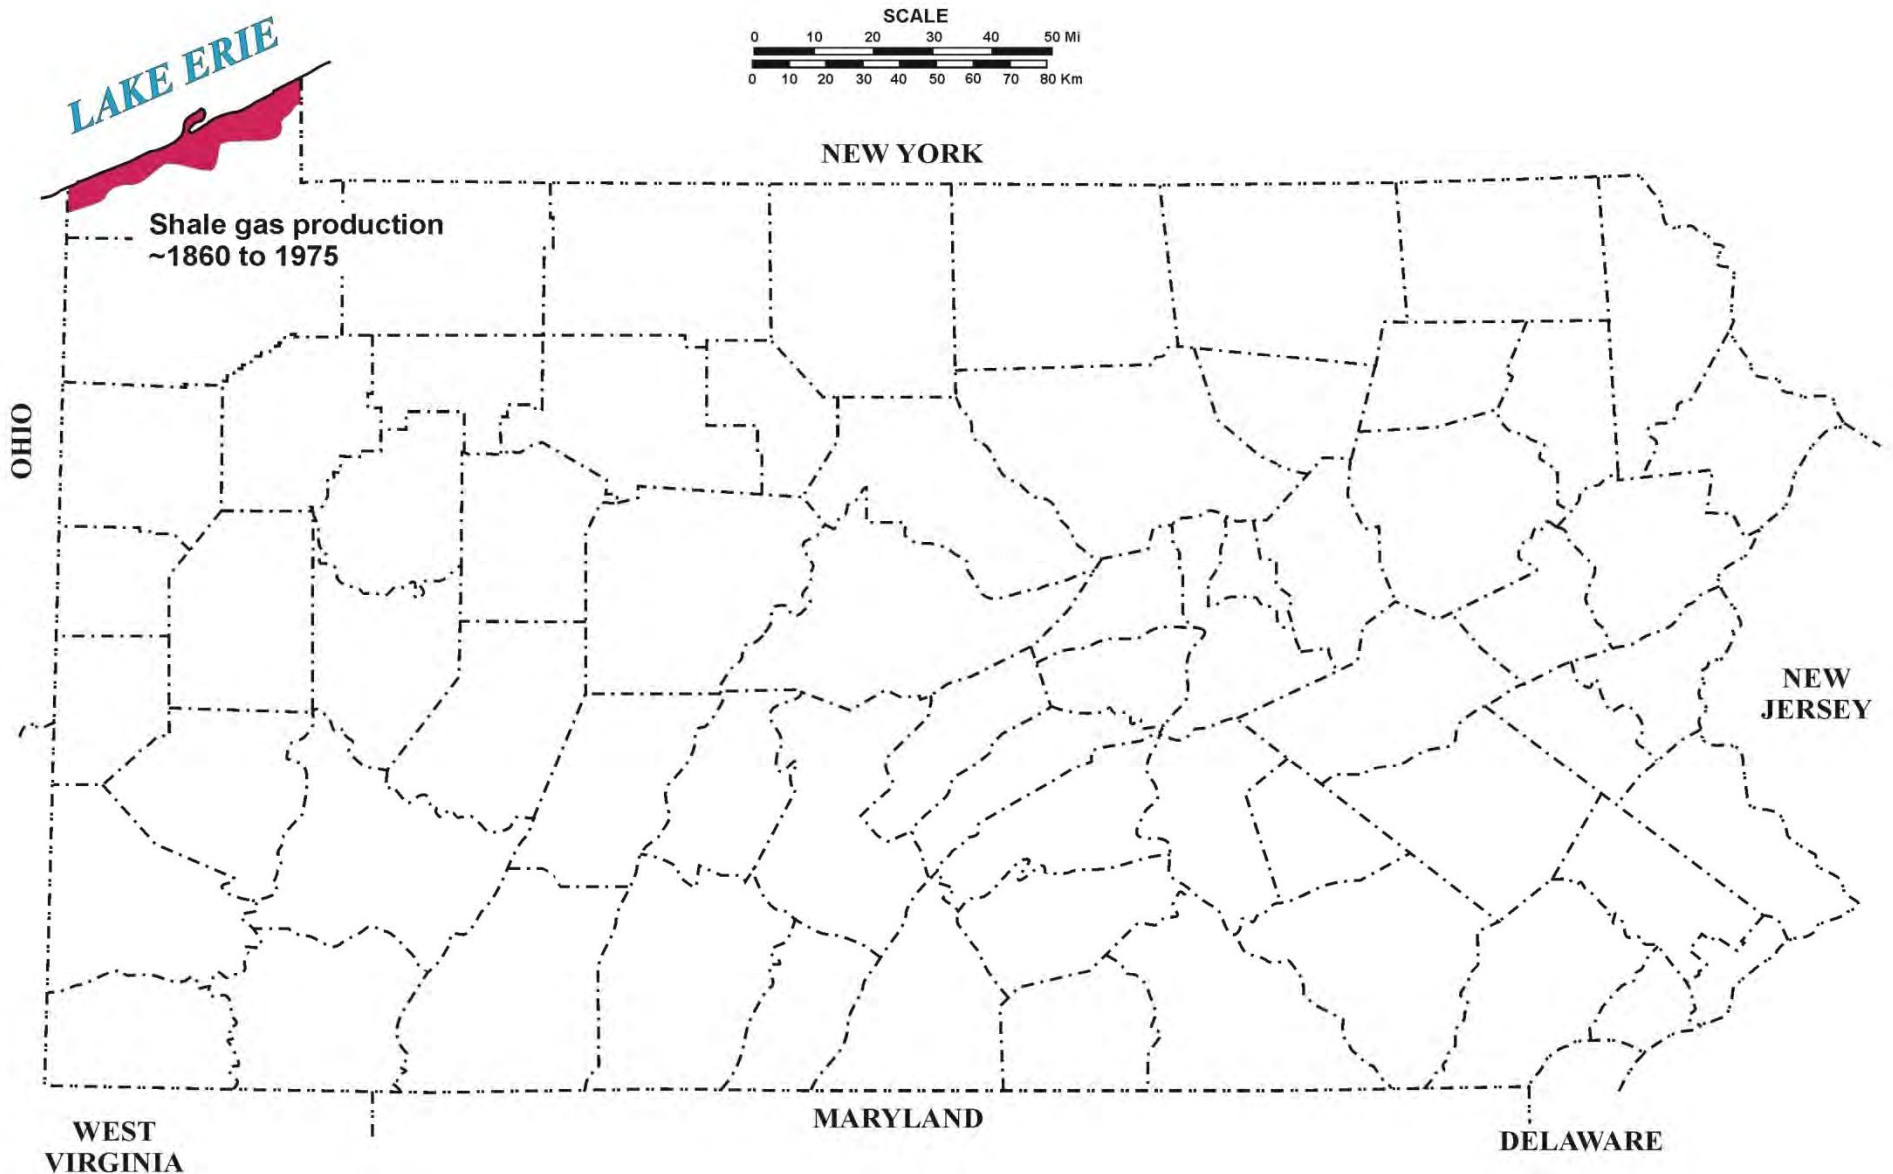 SCALE
0 10 20 30 40 50 Mi
0 10 20 30 40 50 60 70 80 Km
LAKE ERIE
NEW YORK
Shale gas production
~1860 to 1975
OHIO
NEW
JERSEY
MARYLAND
WEST
VIRGINIA
DELAWARE